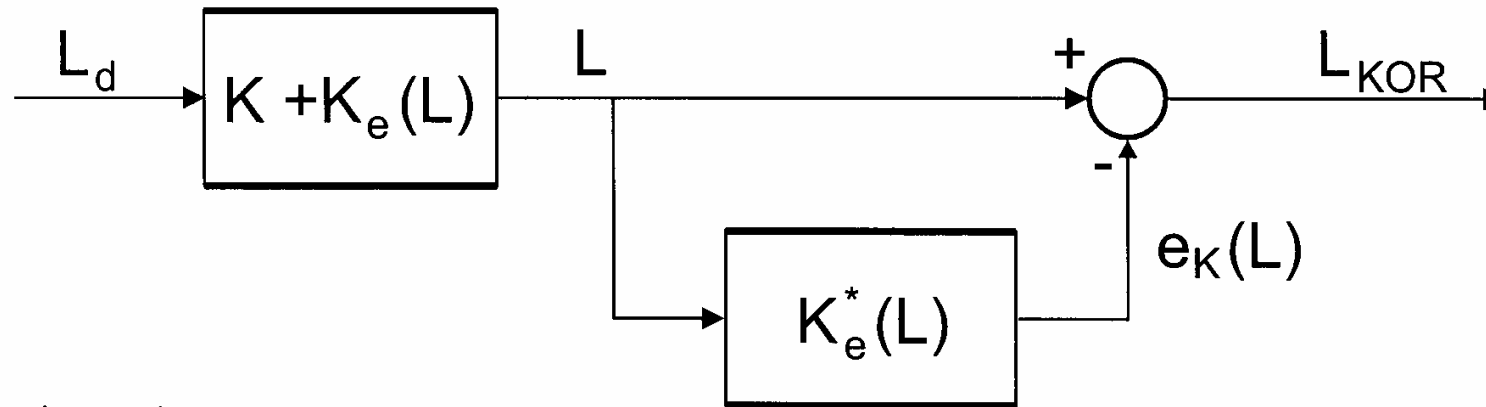 L_d
K + K_e(L)
L
+
L_KOR
-
e_K(L)
K_e^*(L)